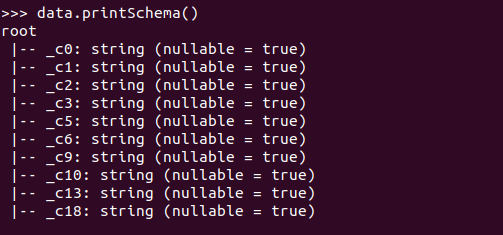 >>> data.printSchema()
root
 |-- _c0: string (nullable = true)
 |-- _c1: string (nullable = true)
 |-- _c2: string (nullable = true)
 |-- _c3: string (nullable = true)
 |-- _c5: string (nullable = true)
 |-- _c6: string (nullable = true)
 |-- _c9: string (nullable = true)
 |-- _c10: string (nullable = true)
 |-- _c13: string (nullable = true)
 |-- _c18: string (nullable = true)